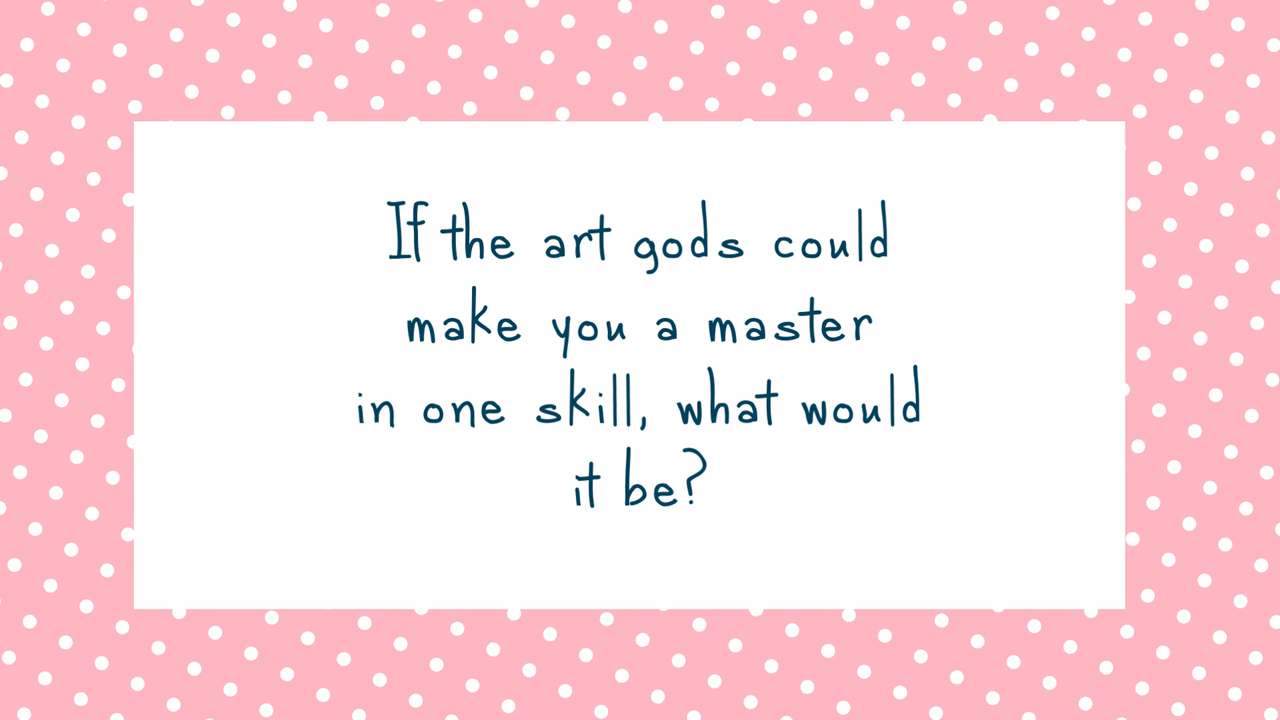 If the art gods could
make you a master
in one skill, what would
it be?